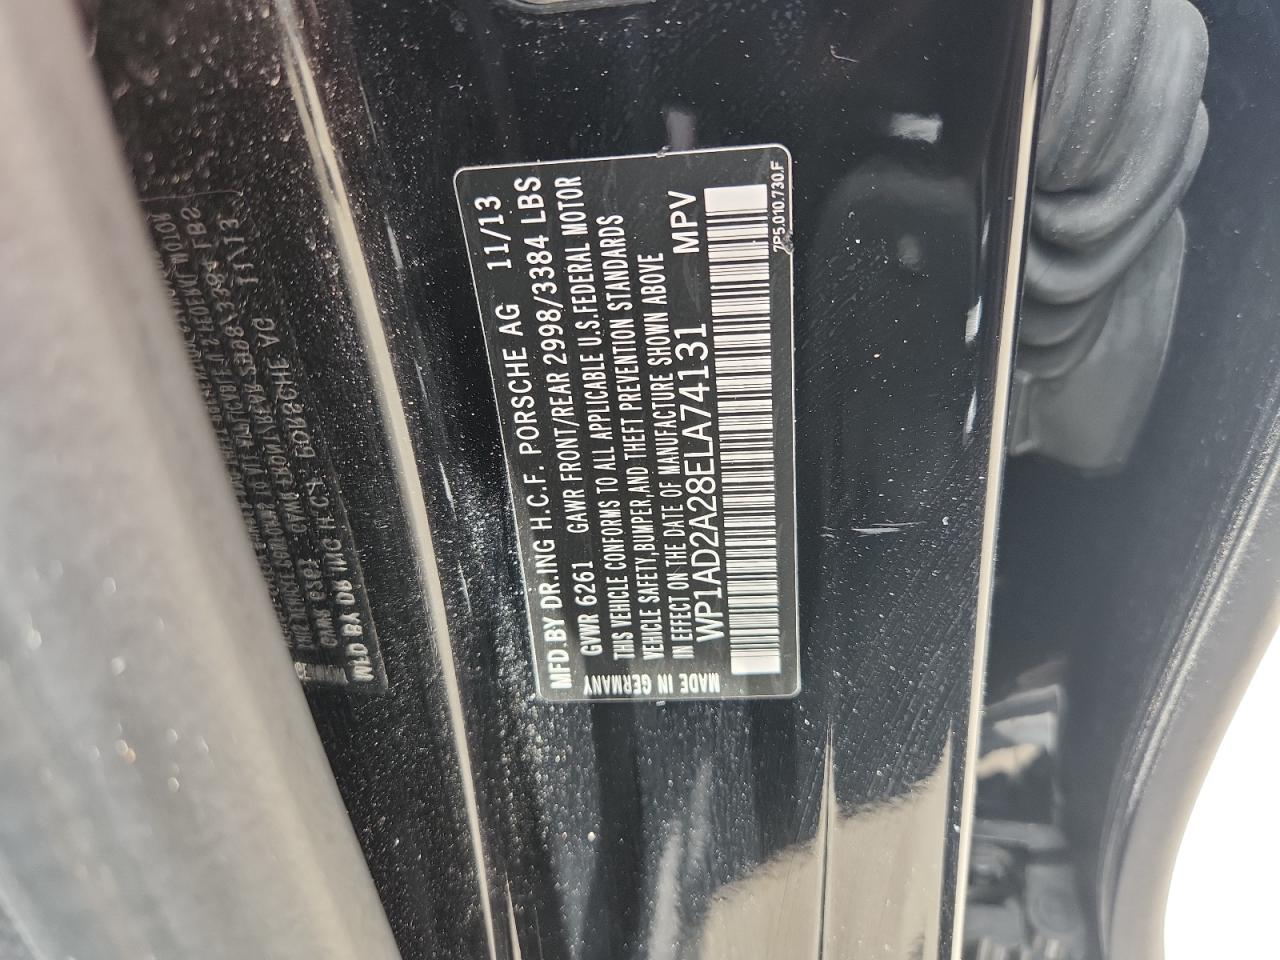 MFD.BY DR.ING H.C.F. PORSCHE AG 11/13
GVWR 6261 GAWR FRONT/REAR 2998/3384 LBS
THIS VEHICLE CONFORMS TO ALL APPLICABLE U.S.FEDERAL MOTOR
VEHICLE SAFETY,BUMPER,AND THEFT PREVENTION STANDARDS
IN EFFECT ON THE DATE OF MANUFACTURE SHOWN ABOVE
WP1AD2A28ELA74131 MPV
MADE IN GERMANY
7P5.010.730.F